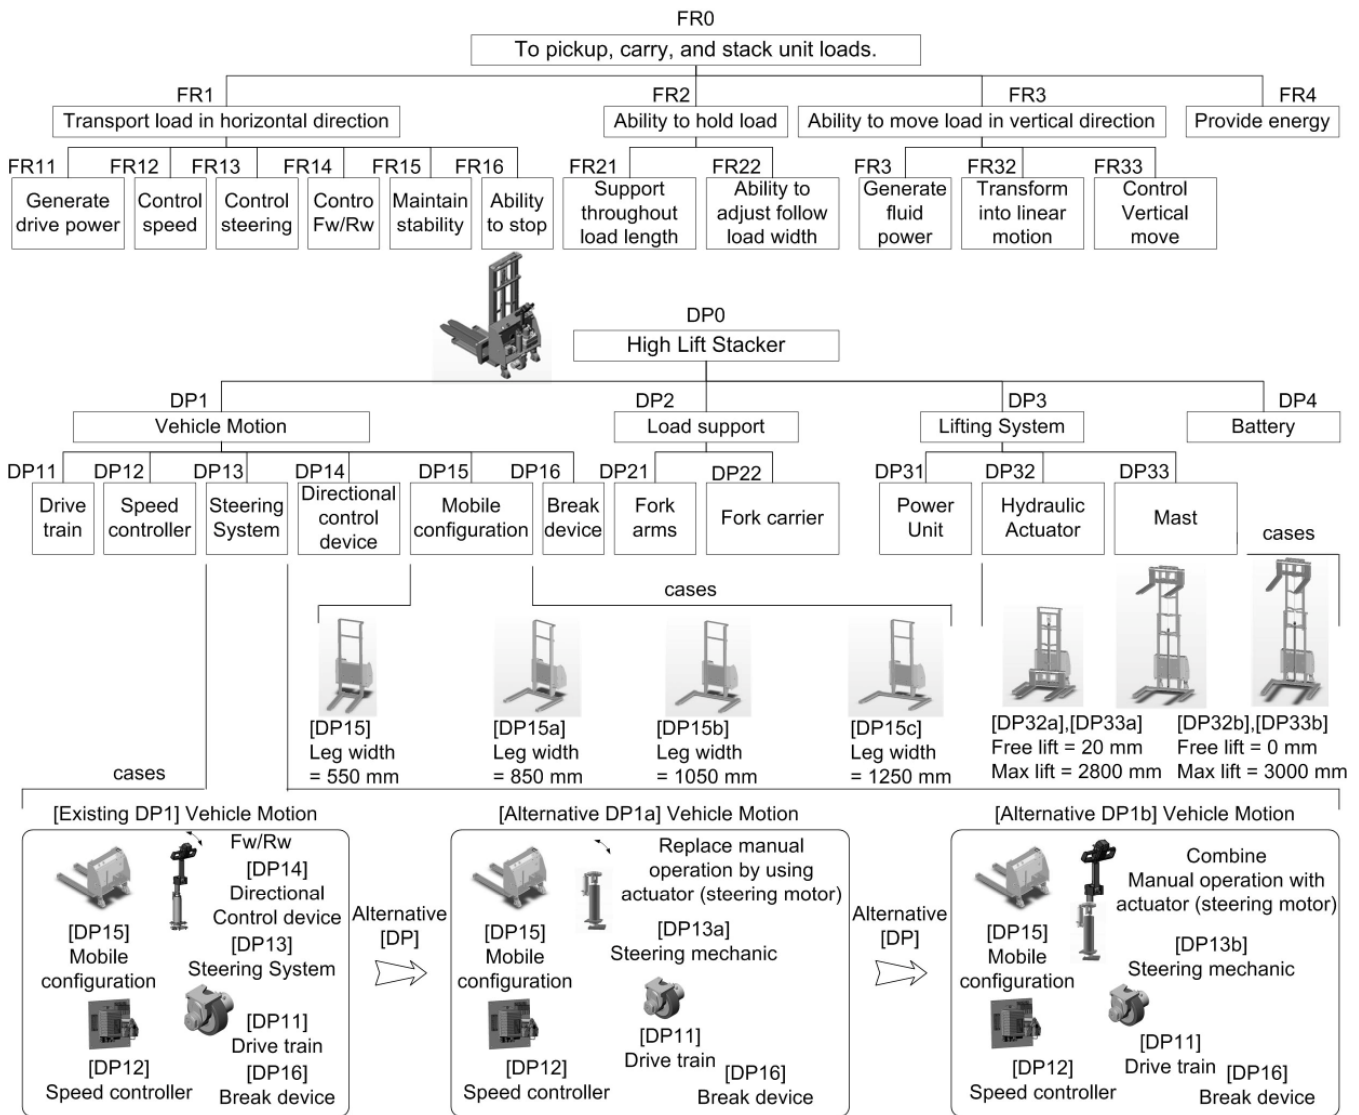 FR0
To pickup, carry, and stack unit loads.
FR1
FR2
FR3
FR4
Transport load in horizontal direction
Ability to hold load
Ability to move load in vertical direction
Provide energy
FR11
FR12
FR13
FR14
FR15
FR16
FR21
FR22
FR3
FR32
FR33
Generate
drive power
Control
speed
Control
steering
Contro
Fw/Rw
Maintain
stability
Ability
to stop
Support
throughout
load length
Ability to
adjust follow
load width
Generate
fluid
power
Transform
into linear
motion
Control
Vertical
move
DP0
High Lift Stacker
DP1
DP2
DP3
DP4
Vehicle Motion
Load support
Lifting System
Battery
DP11
DP12
DP13
DP14
DP15
DP16
DP21
DP22
DP31
DP32
DP33
Drive
train
Speed
controller
Steering
System
Directional
control
device
Mobile
configuration
Break
device
Fork
arms
Fork carrier
Power
Unit
Hydraulic
Actuator
Mast
cases
cases
[DP15]
Leg width
= 550 mm
[DP15a]
Leg width
= 850 mm
[DP15b]
Leg width
= 1050 mm
[DP15c]
Leg width
= 1250 mm
[DP32a],[DP33a]
Free lift = 20 mm
Max lift = 2800 mm
[DP32b],[DP33b]
Free lift = 0 mm
Max lift = 3000 mm
cases
[Existing DP1] Vehicle Motion
Fw/Rw
[DP14]
Directional
Control device
[DP15]
Mobile
configuration
[DP13]
Steering System
[DP11]
Drive train
[DP12]
Speed controller
[DP16]
Break device
Alternative
[DP]
[Alternative DP1a] Vehicle Motion
Replace manual
operation by using
actuator (steering motor)
[DP15]
Mobile
configuration
[DP13a]
Steering mechanic
[DP11]
Drive train
[DP12]
Speed controller
[DP16]
Break device
Alternative
[DP]
[Alternative DP1b] Vehicle Motion
Combine
Manual operation with
actuator (steering motor)
[DP15]
Mobile
configuration
[DP13b]
Steering mechanic
[DP11]
Drive train
[DP12]
Speed controller
[DP16]
Break device